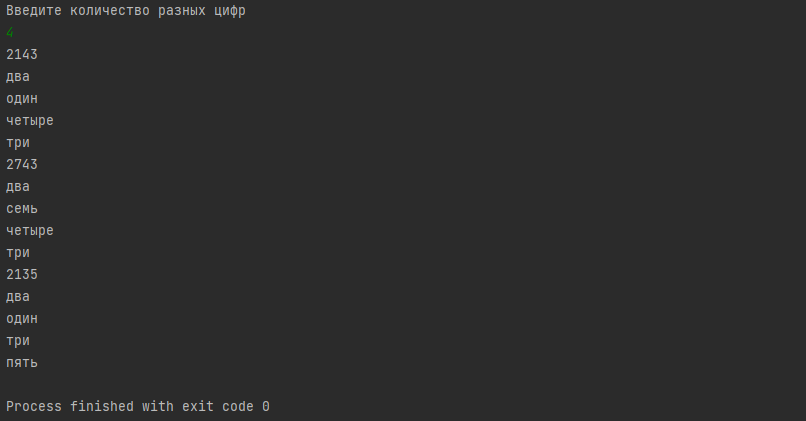 Введите количество разных цифр
4
2143
два
один
четыре
три
2743
два
семь
четыре
три
2135
два
один
три
пять
Process finished with exit code 0